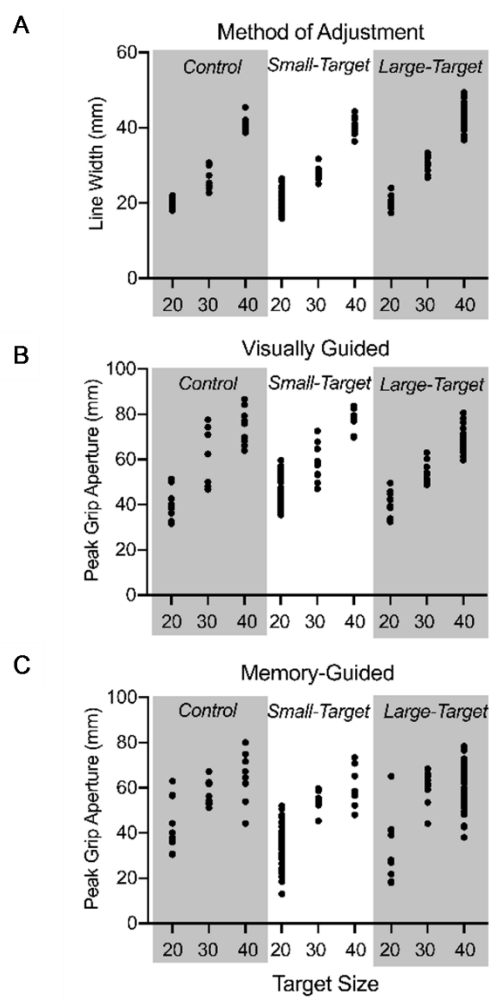 A
Method of Adjustment
Control Small-Target Large-Target
Line Width (mm)
60
40
20
0
20 30 40 20 30 40 20 30 40
B
Visually Guided
Control Small-Target Large-Target
Peak Grip Aperture (mm)
100
80
60
40
20
0
20 30 40 20 30 40 20 30 40
C
Memory-Guided
Control Small-Target Large-Target
Peak Grip Aperture (mm)
100
80
60
40
20
0
20 30 40 20 30 40 20 30 40
Target Size